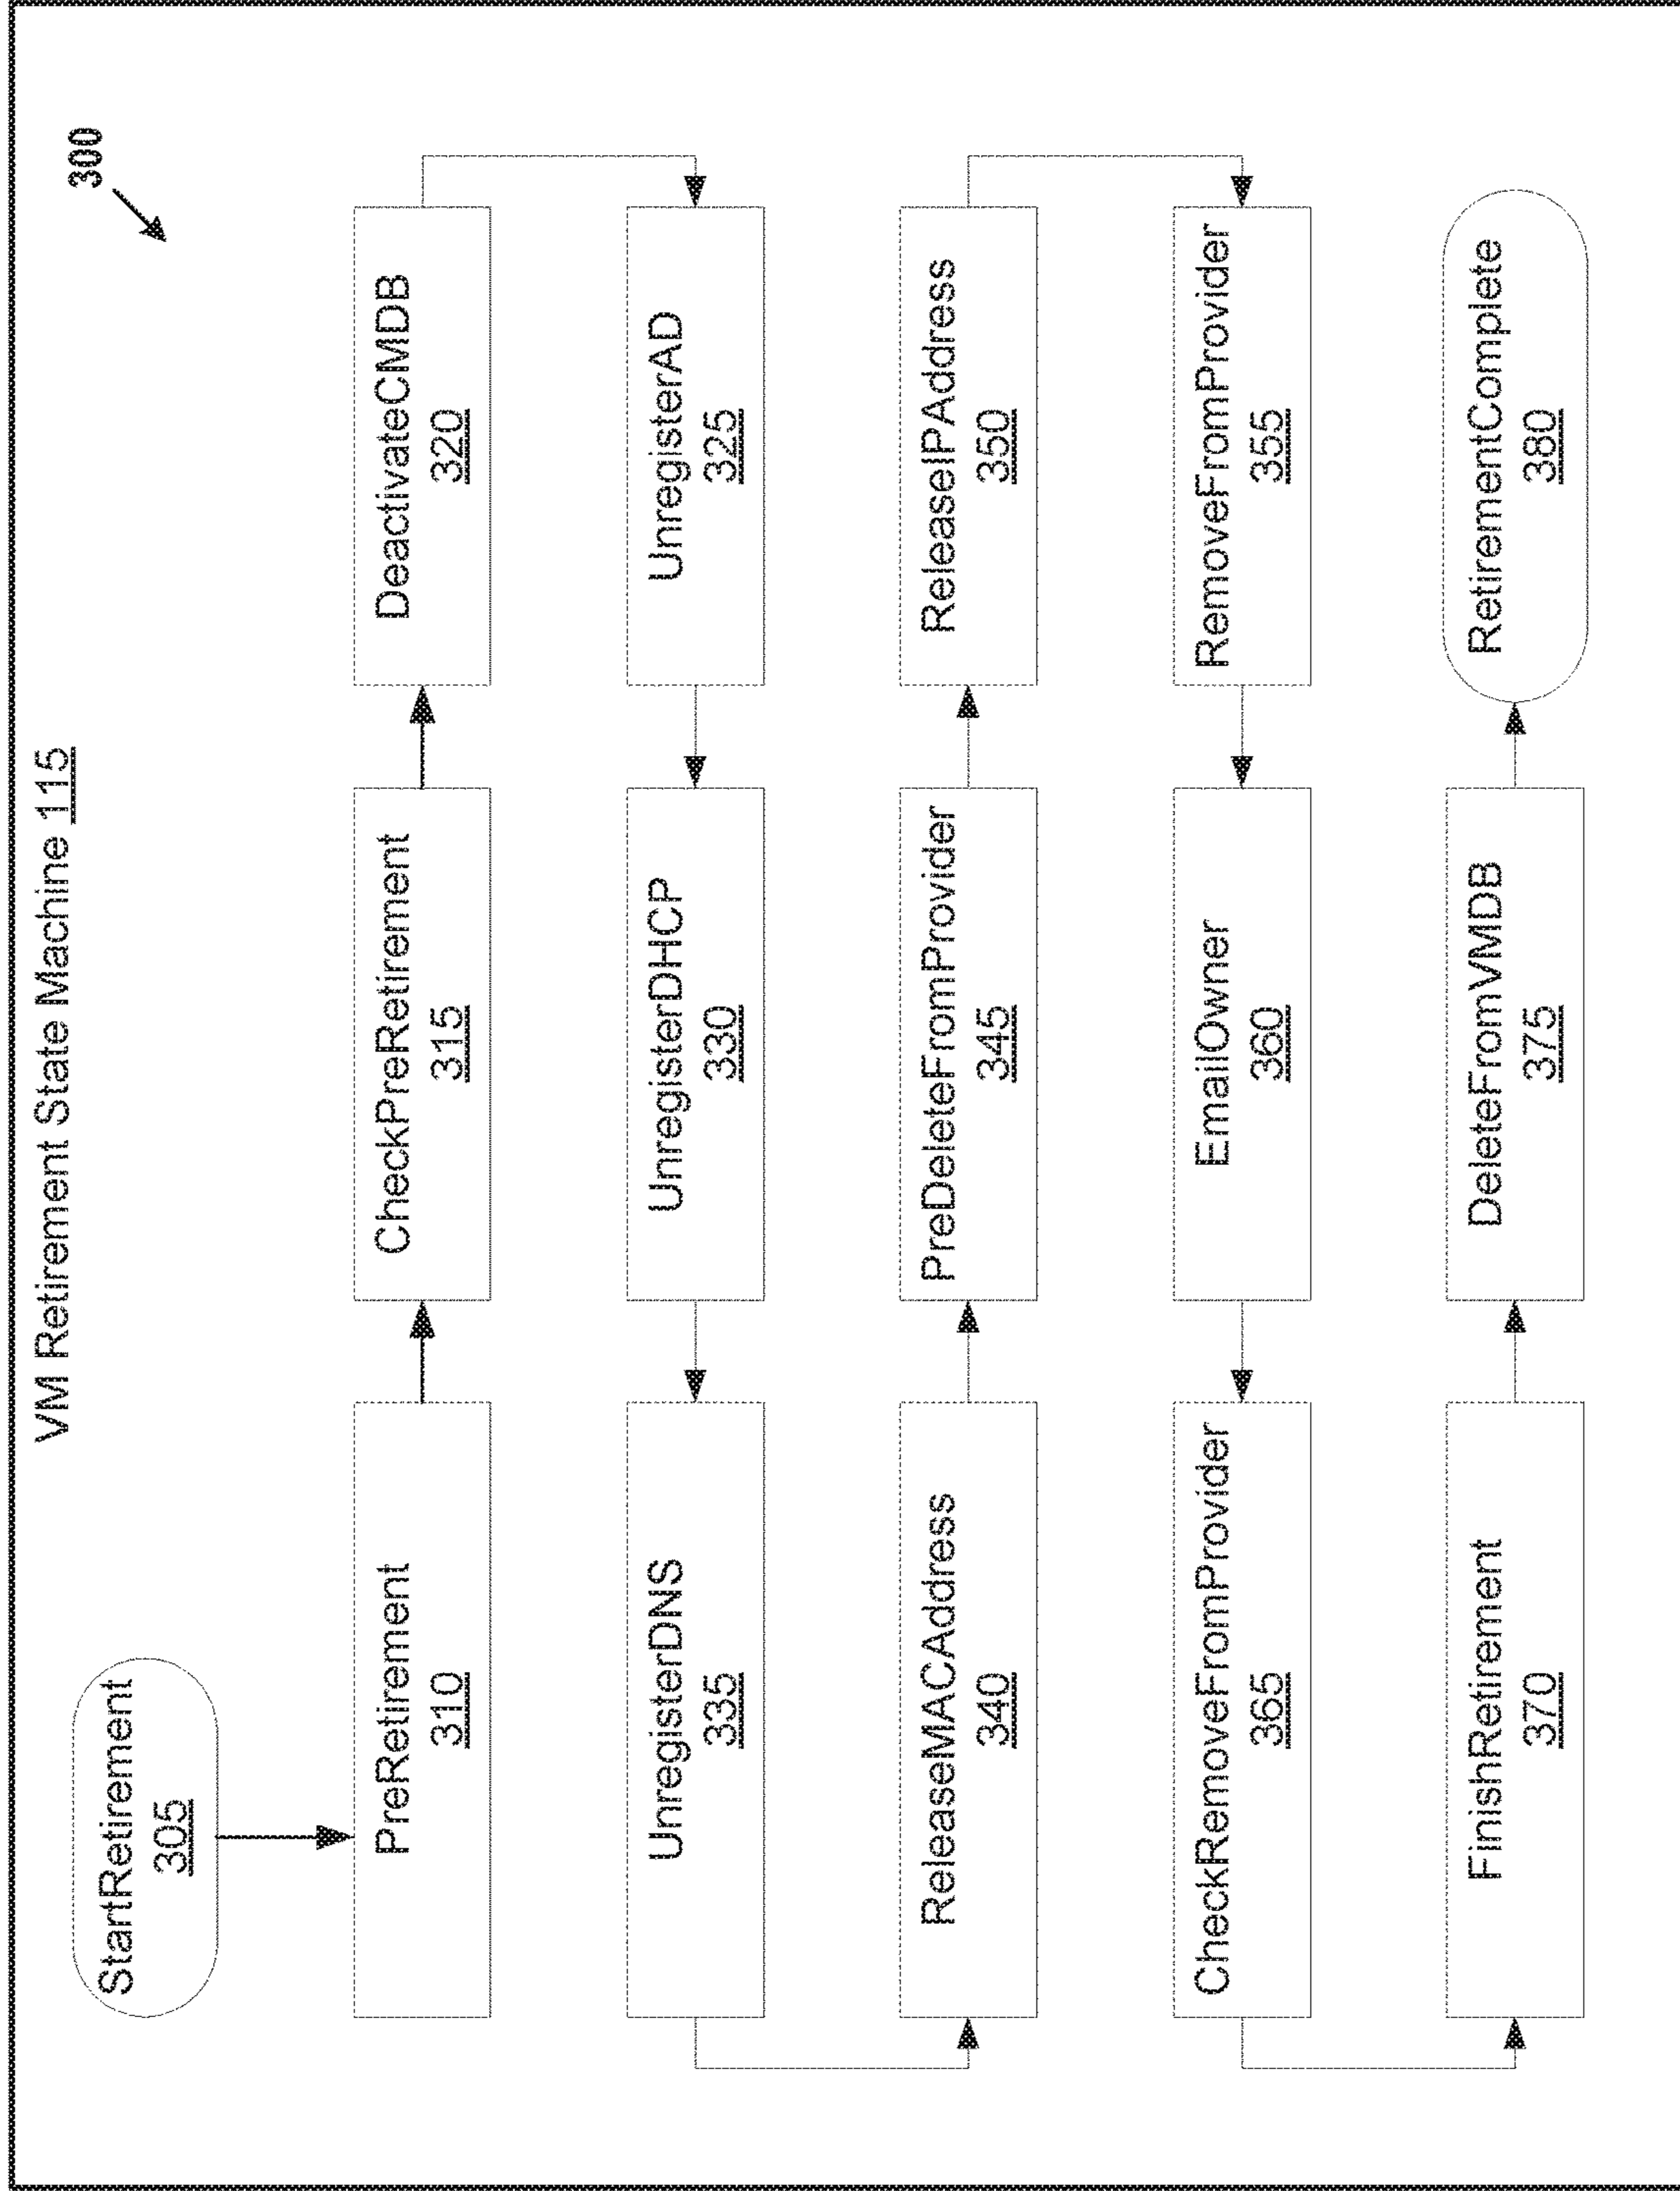 VM Retirement State Machine 115
300
StartRetirement
305
PreRetirement
310
CheckPreRetirement
315
DeactivateCMDB
320
UnregisterAD
325
UnregisterDHCP
330
UnregisterDNS
335
ReleaseMACAddress
340
PreDeleteFromProvider
345
ReleaseIPAddress
350
RemoveFromProvider
355
EmailOwner
360
CheckRemoveFromProvider
365
FinishRetirement
370
DeleteFromVMDB
375
RetirementComplete
380